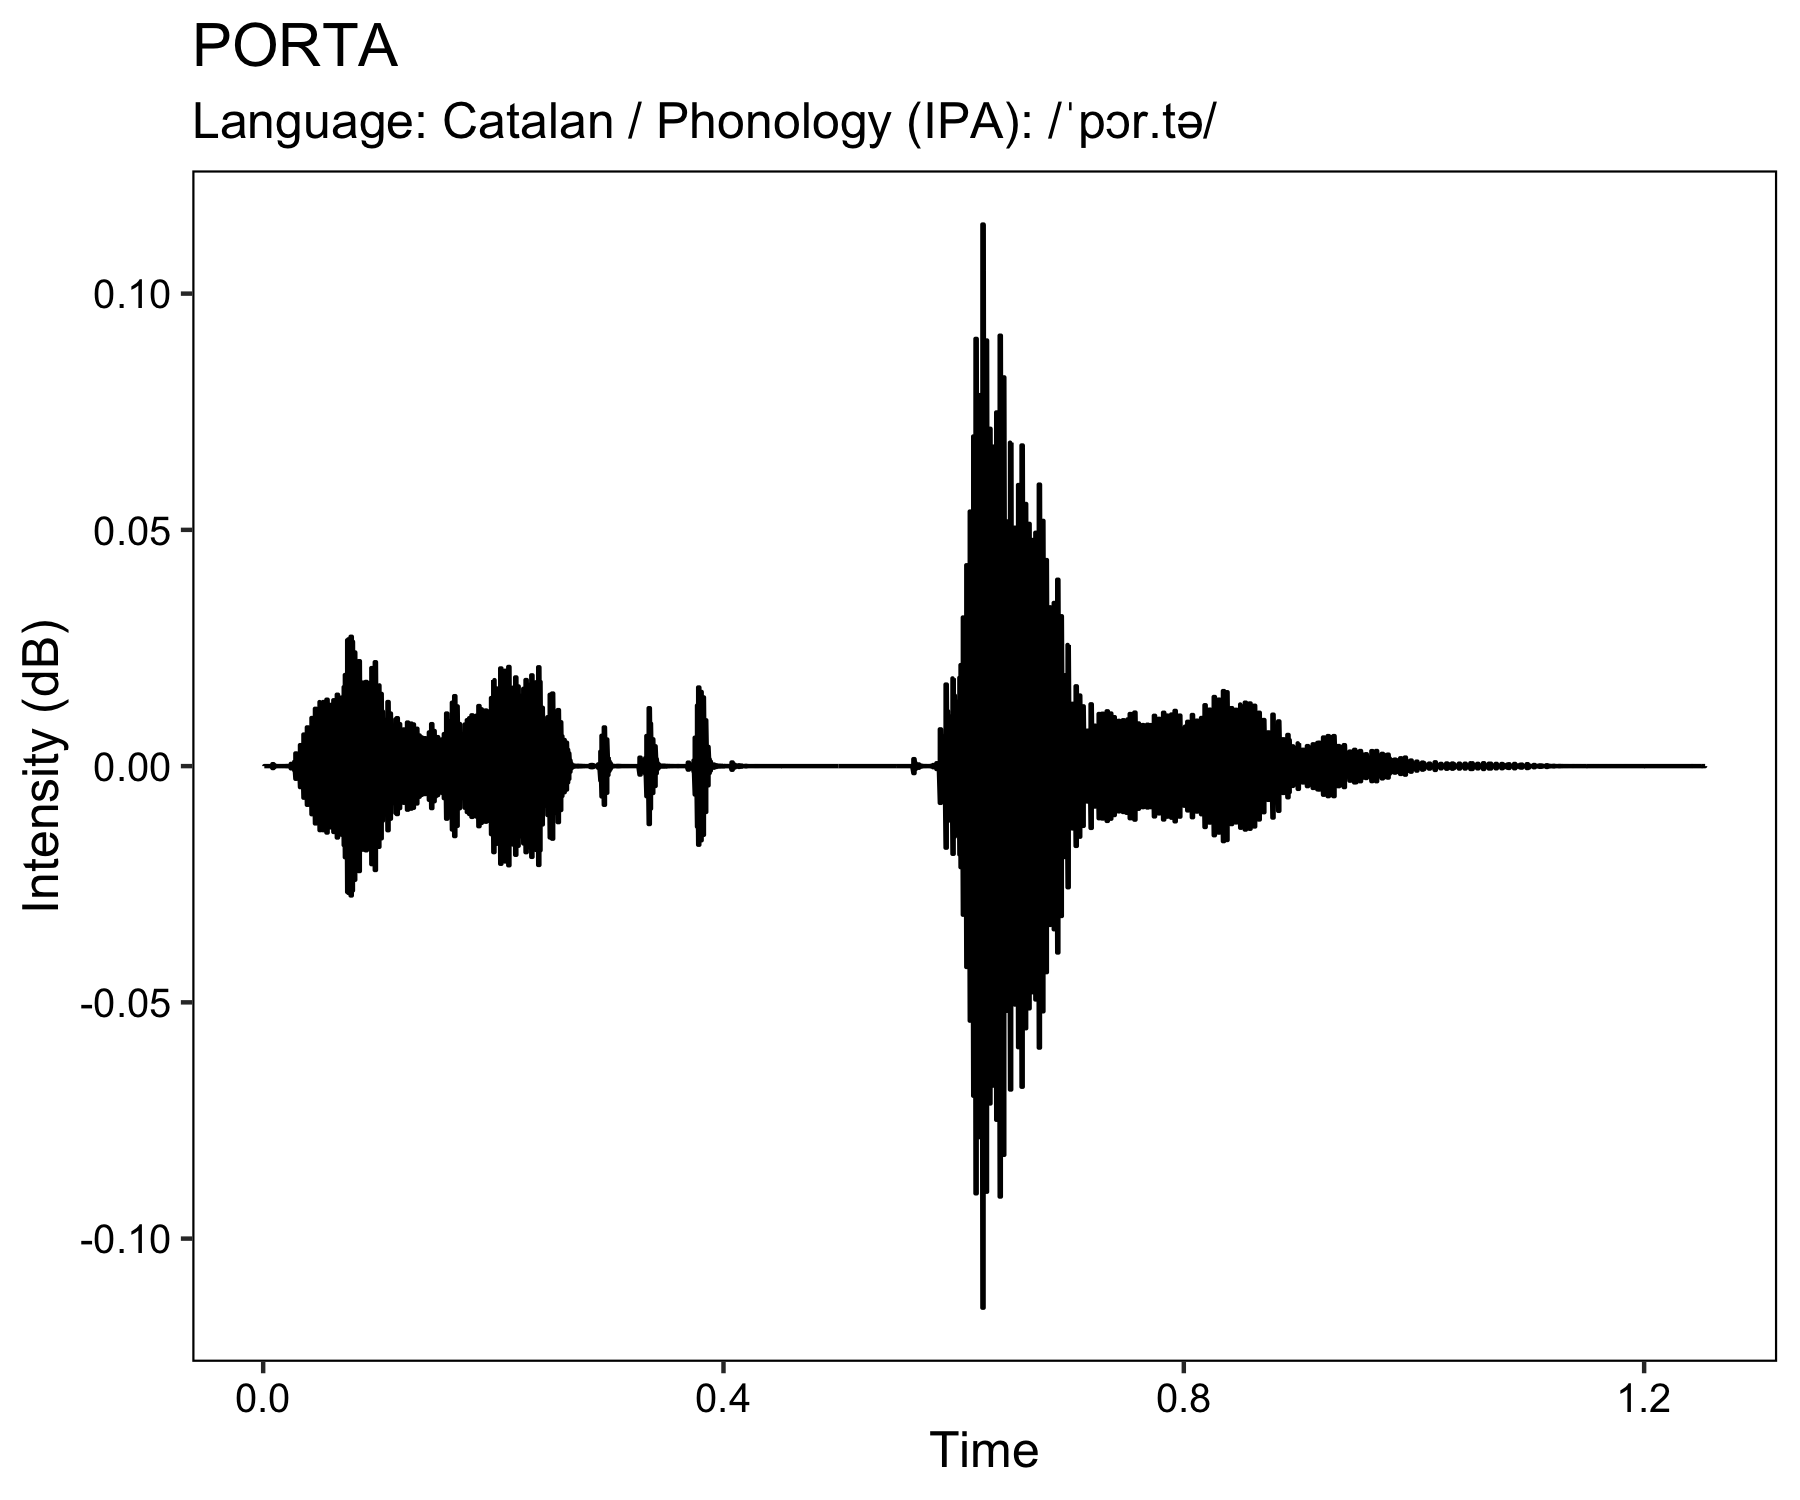 PORTA
Language: Catalan / Phonology (IPA): /ˈpɔr.tə/
Intensity (dB)
0.10
0.05
0.00
-0.05
-0.10
0.0 0.4 0.8 1.2
Time